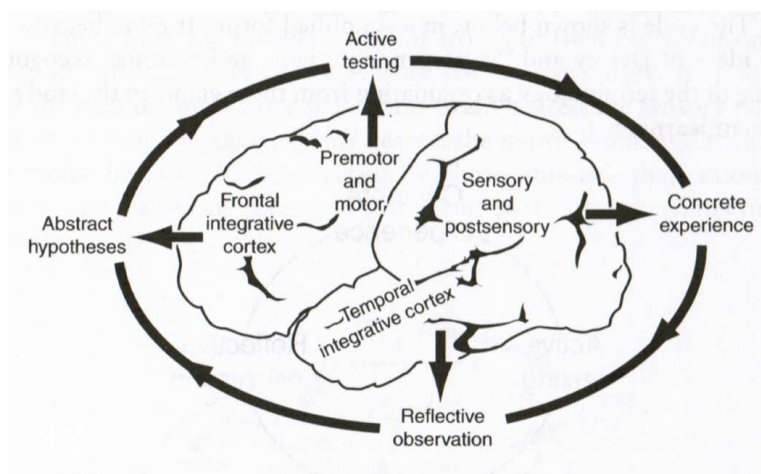 Active
testing
Premotor
and
motor
Sensory
and
postsensory
Frontal
integrative
cortex
Concrete
experience
Abstract
hypotheses
Temporal
integrative cortex
Reflective
observation